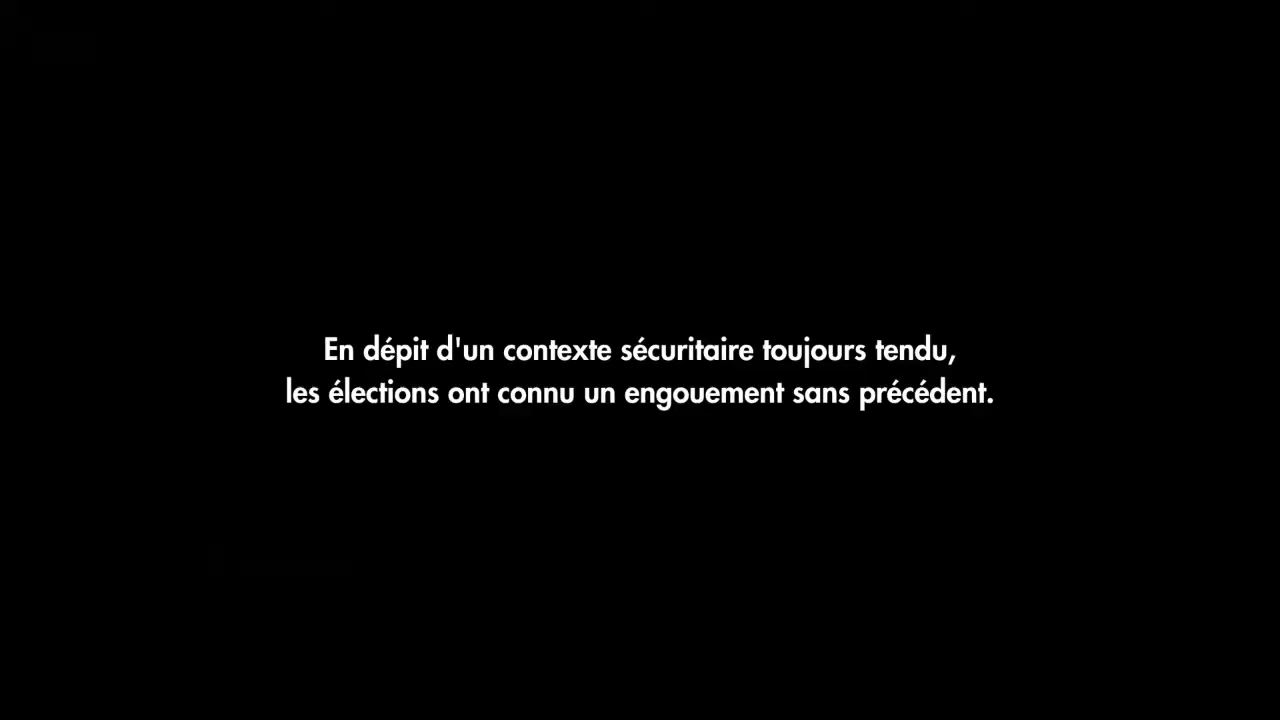 En dépit d'un contexte sécuritaire toujours tendu,
les élections ont connu un engouement sans précédent.